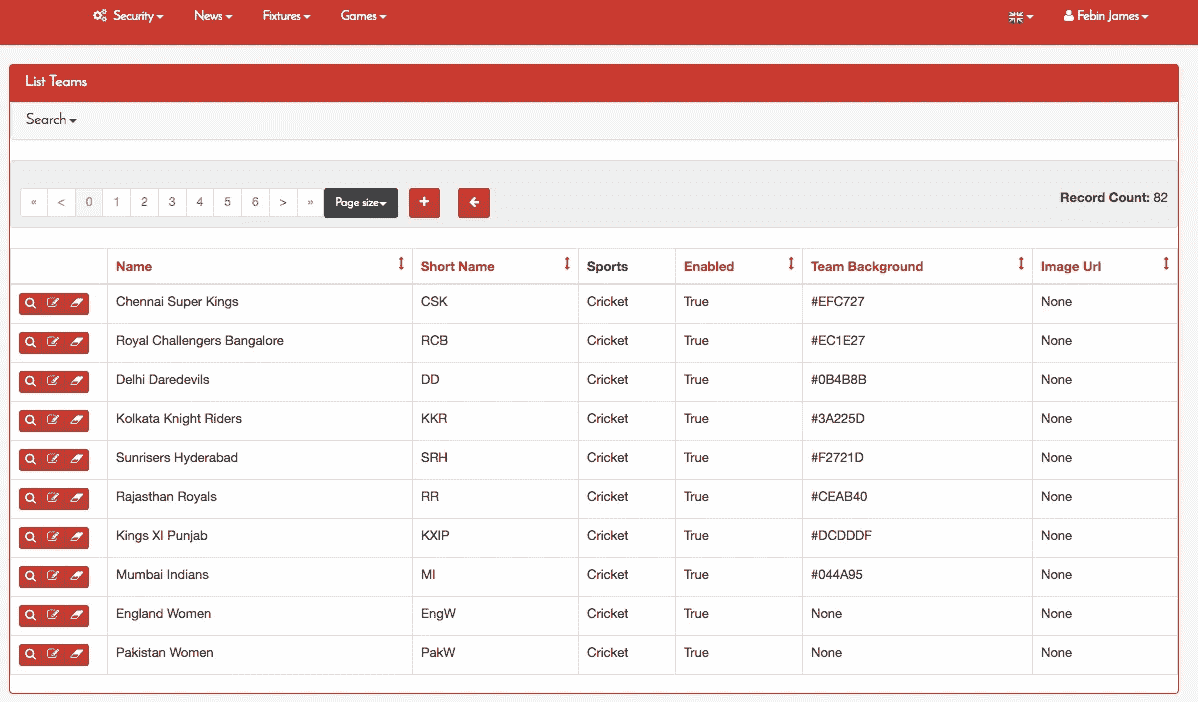 Security News Fixtures Games Febin James
List Teams
Search
« < 0 1 2 3 4 5 6 > » Page size + Record Count: 82
Name Short Name Sports Enabled Team Background Image Url
Chennai Super Kings CSK Cricket True #EFC727 None
Royal Challengers Bangalore RCB Cricket True #EC1E27 None
Delhi Daredevils DD Cricket True #0B4B8B None
Kolkata Knight Riders KKR Cricket True #3A225D None
Sunrisers Hyderabad SRH Cricket True #F2721D None
Rajasthan Royals RR Cricket True #CEAB40 None
Kings XI Punjab KXIP Cricket True #DCDDDF None
Mumbai Indians MI Cricket True #044A95 None
England Women EngW Cricket True None None
Pakistan Women PakW Cricket True None None